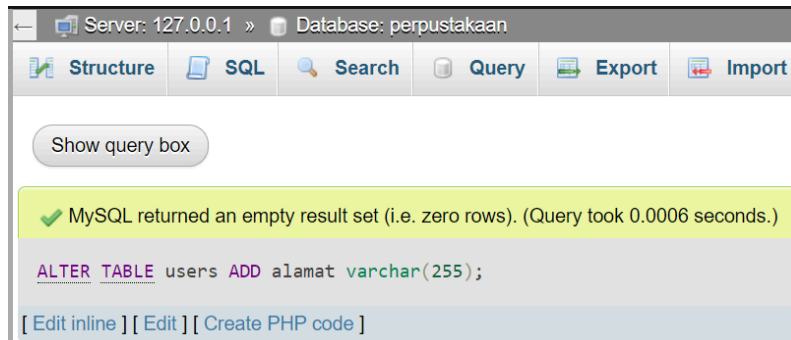 ← Server: 127.0.0.1 » Database: perpustakaan
Structure SQL Search Query Export Import
Show query box
MySQL returned an empty result set (i.e. zero rows). (Query took 0.0006 seconds.)
ALTER TABLE users ADD alamat varchar(255);
[ Edit inline ] [ Edit ] [ Create PHP code ]